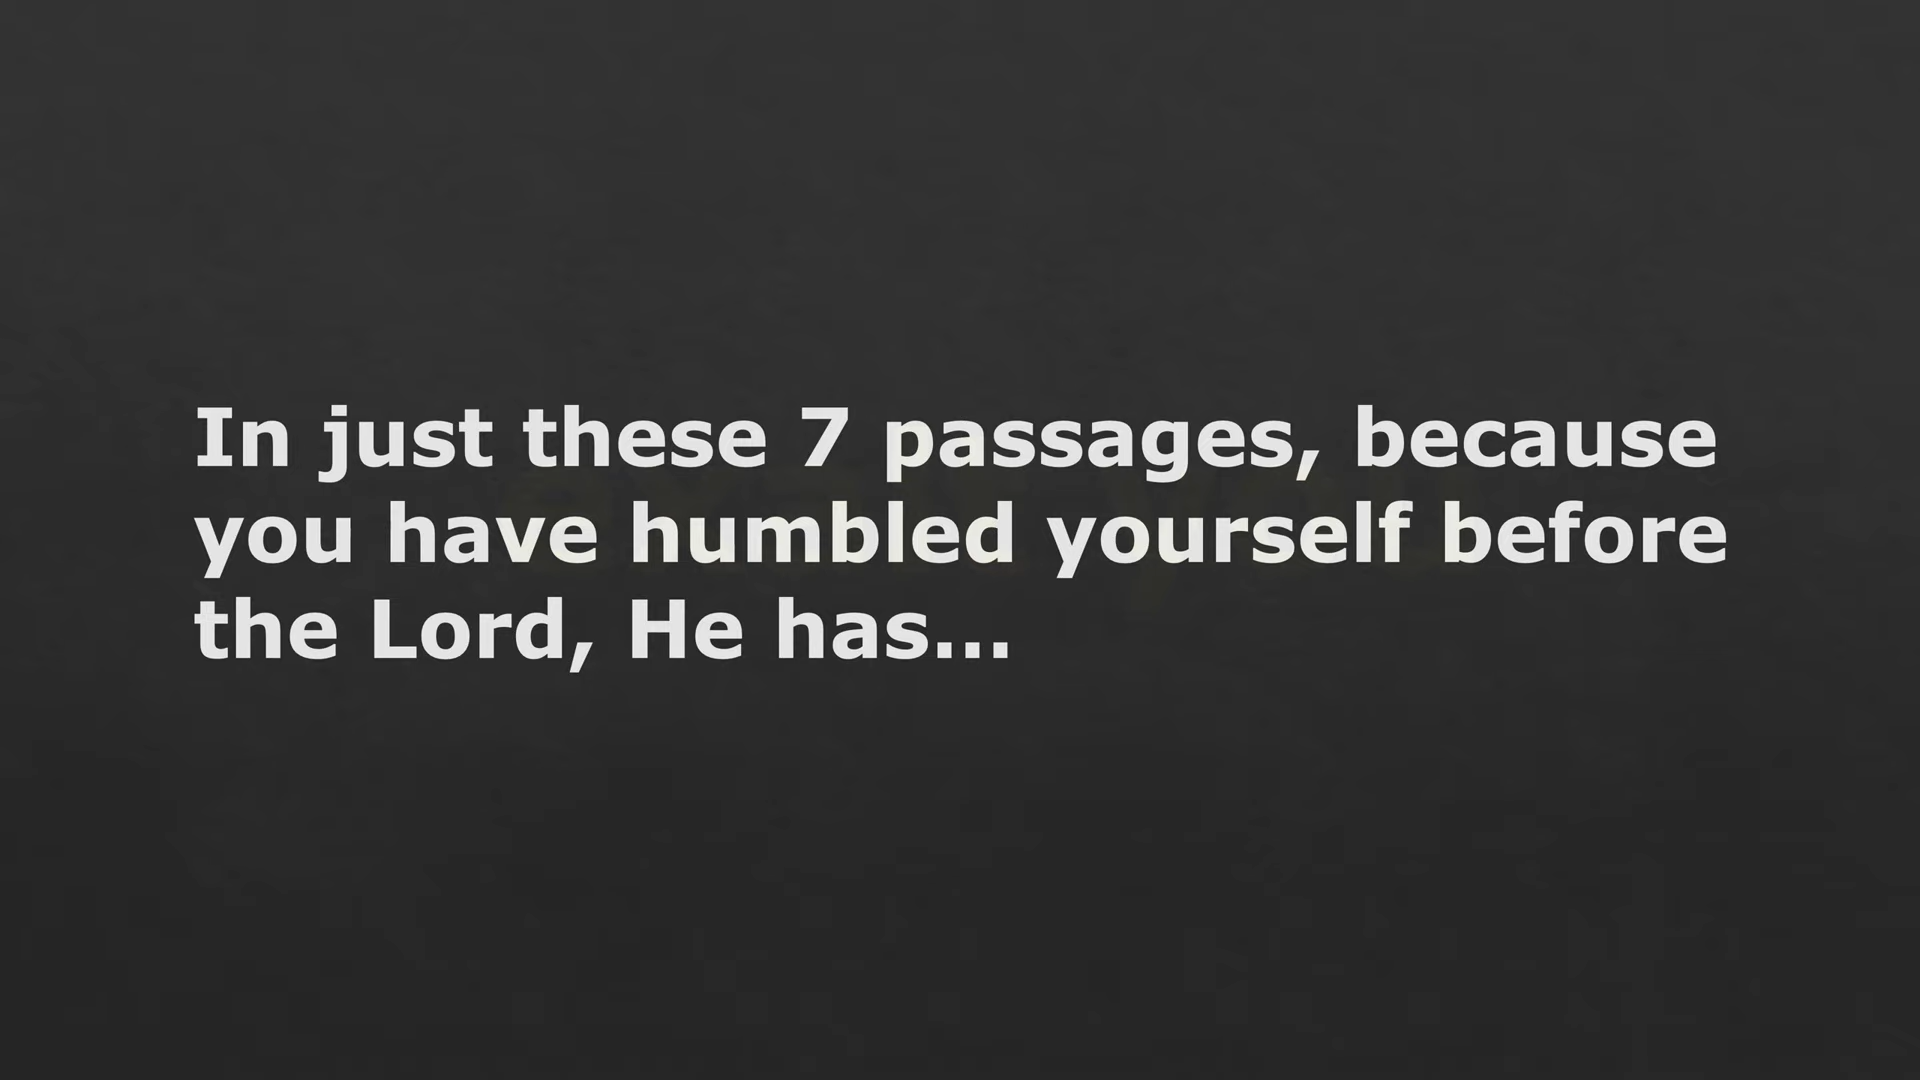 In just these 7 passages, because
you have humbled yourself before
the Lord, He has...